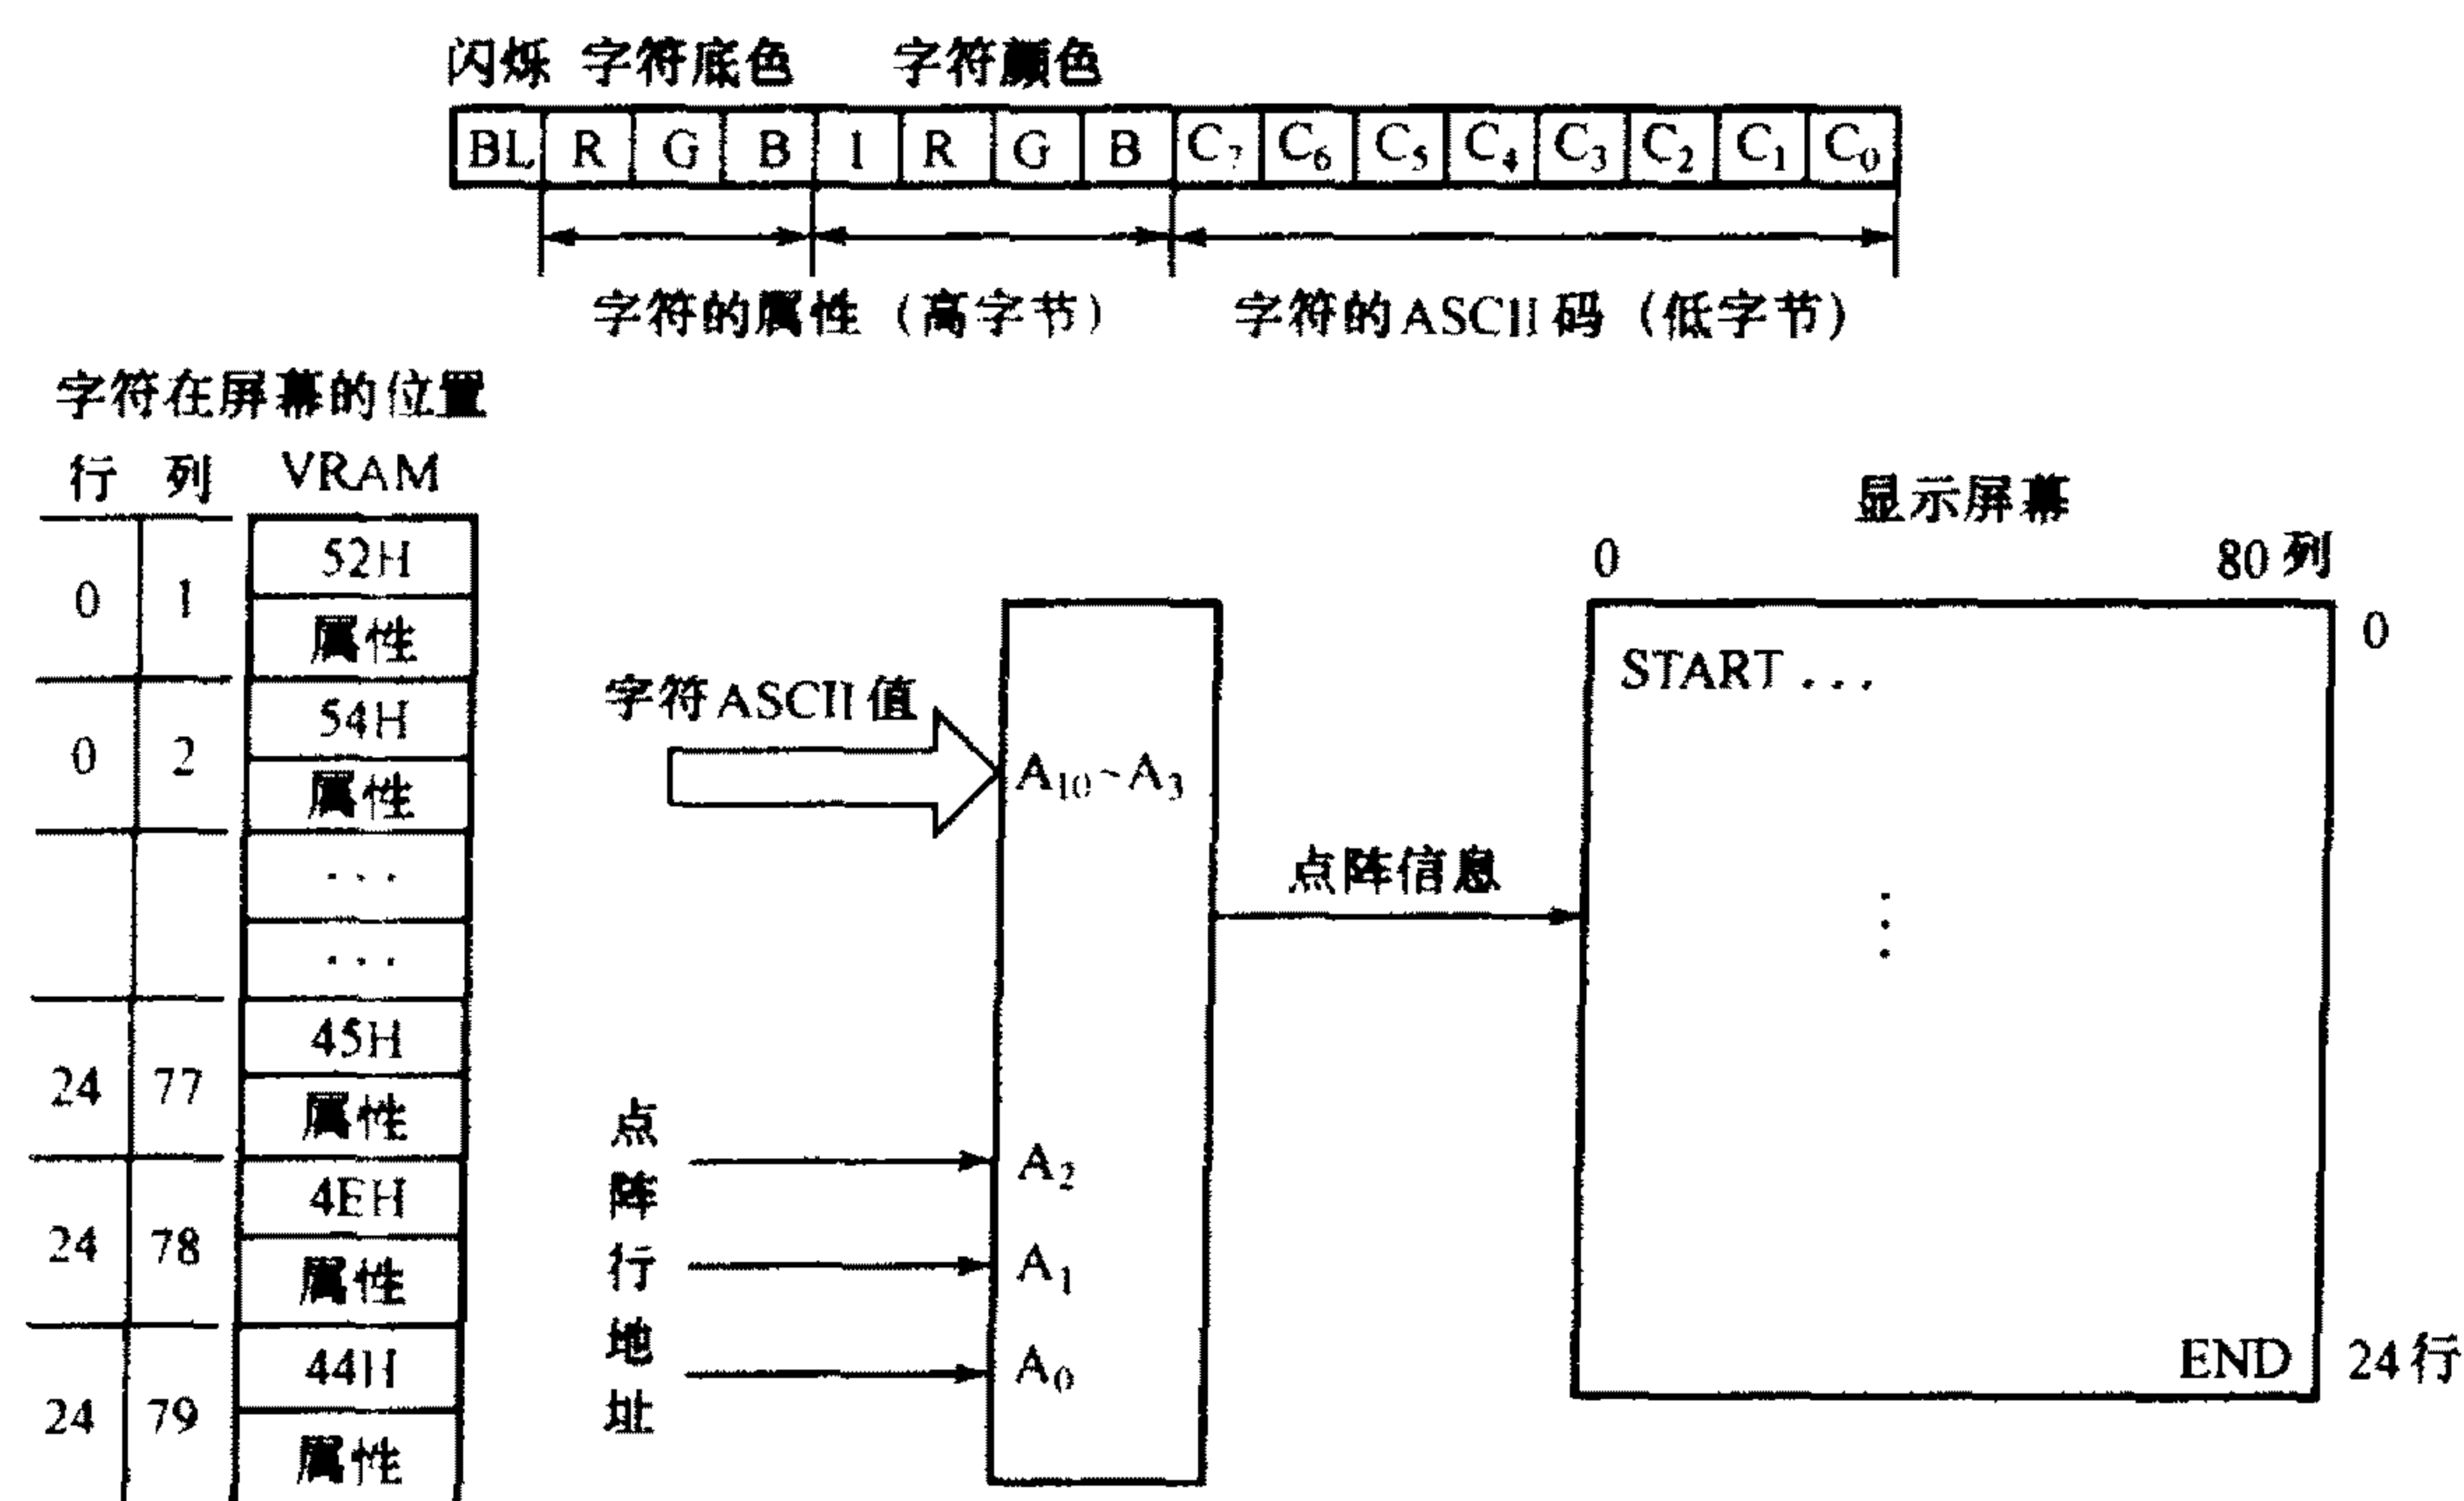 闪烁 字符底色 字符颜色
BL R G B I R G B C7 C6 C5 C4 C3 C2 C1 C0
字符的属性（高字节） 字符的ASCII码（低字节）
字符在屏幕的位置
行 列 VRAM
0 1 52H
属性
0 2 54H
属性
...
...
24 77 45H
属性
24 78 4EH
属性
24 79 44H
属性
字符ASCII值
A10~A3
点阵行地址
A2
A1
A0
点阵信息
显示屏幕
0 80列
0
START...
⋮
END
24行